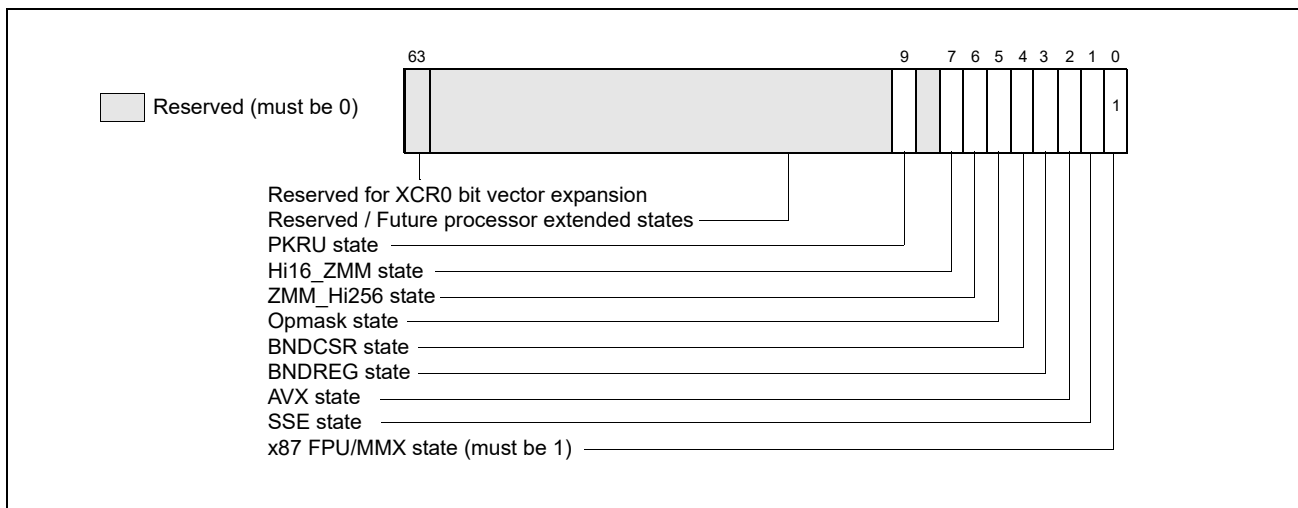 63 9 7 6 5 4 3 2 1 0
1
Reserved (must be 0)
Reserved for XCR0 bit vector expansion
Reserved / Future processor extended states
PKRU state
Hi16_ZMM state
ZMM_Hi256 state
Opmask state
BNDCSR state
BNDREG state
AVX state
SSE state
x87 FPU/MMX state (must be 1)